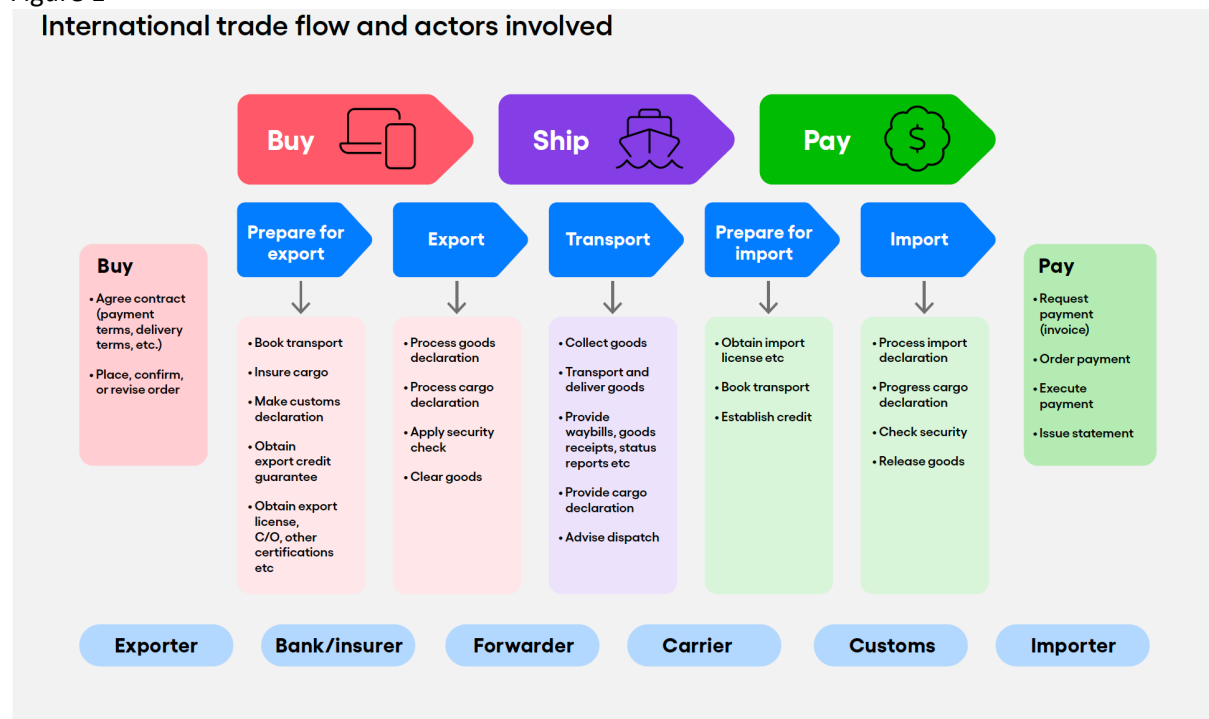 International trade flow and actors involved
Buy
Ship
Pay
$
Prepare for
export
Export
Transport
Prepare for
import
Import
Buy
• Agree contract
(payment
terms, delivery
terms, etc.)
• Place, confirm,
or revise order
• Book transport
• Insure cargo
• Make customs
declaration
• Obtain
export credit
guarantee
• Obtain export
license,
C/O, other
certifications
etc
• Process goods
declaration
• Process cargo
declaration
• Apply security
check
• Clear goods
• Collect goods
• Transport and
deliver goods
• Provide
waybills, goods
receipts, status
reports etc
• Provide cargo
declaration
• Advise dispatch
• Obtain import
license etc
• Book transport
• Establish credit
• Process import
declaration
• Progress cargo
declaration
• Check security
• Release goods
Pay
• Request
payment
(invoice)
• Order payment
• Execute
payment
• Issue statement
Exporter
Bank/insurer
Forwarder
Carrier
Customs
Importer